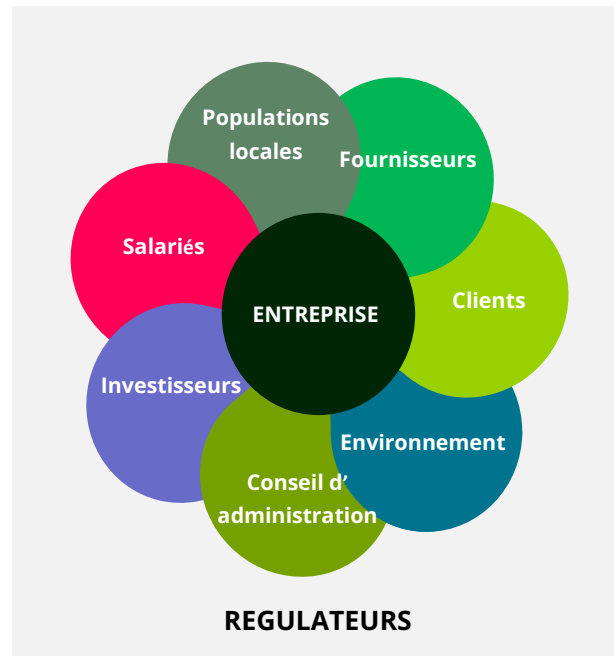 Populations
locales
Fournisseurs
Salariés
Clients
ENTREPRISE
Investisseurs
Environnement
Conseil d’
administration
REGULATEURS